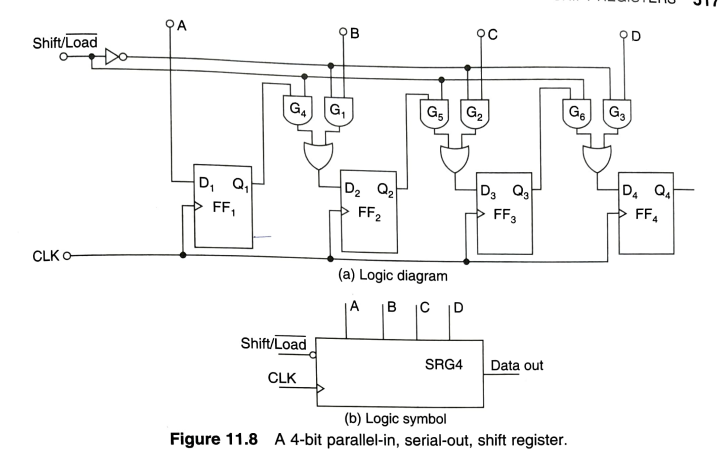 317
A
B
C
D
Shift/Load
G4 G1 G5 G2 G6 G3
D1 Q1 D2 Q2 D3 Q3 D4 Q4
FF1 FF2 FF3 FF4
CLK
(a) Logic diagram
A B C D
Shift/Load
SRG4 Data out
CLK
(b) Logic symbol
Figure 11.8 A 4-bit parallel-in, serial-out, shift register.